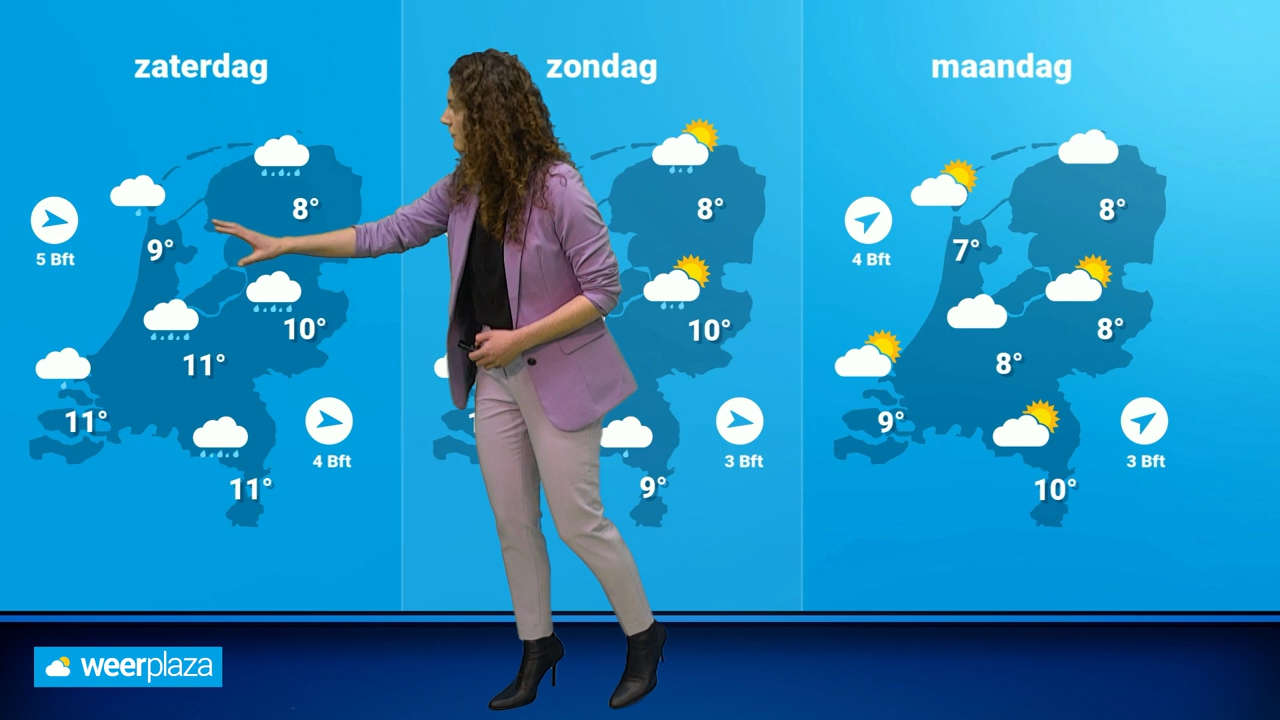 zaterdag
zondag
maandag
8°
8°
8°
9°
7°
5 Bft
4 Bft
10°
10°
8°
11°
8°
11°
9°
4 Bft
3 Bft
3 Bft
11°
9°
10°
weerplaza